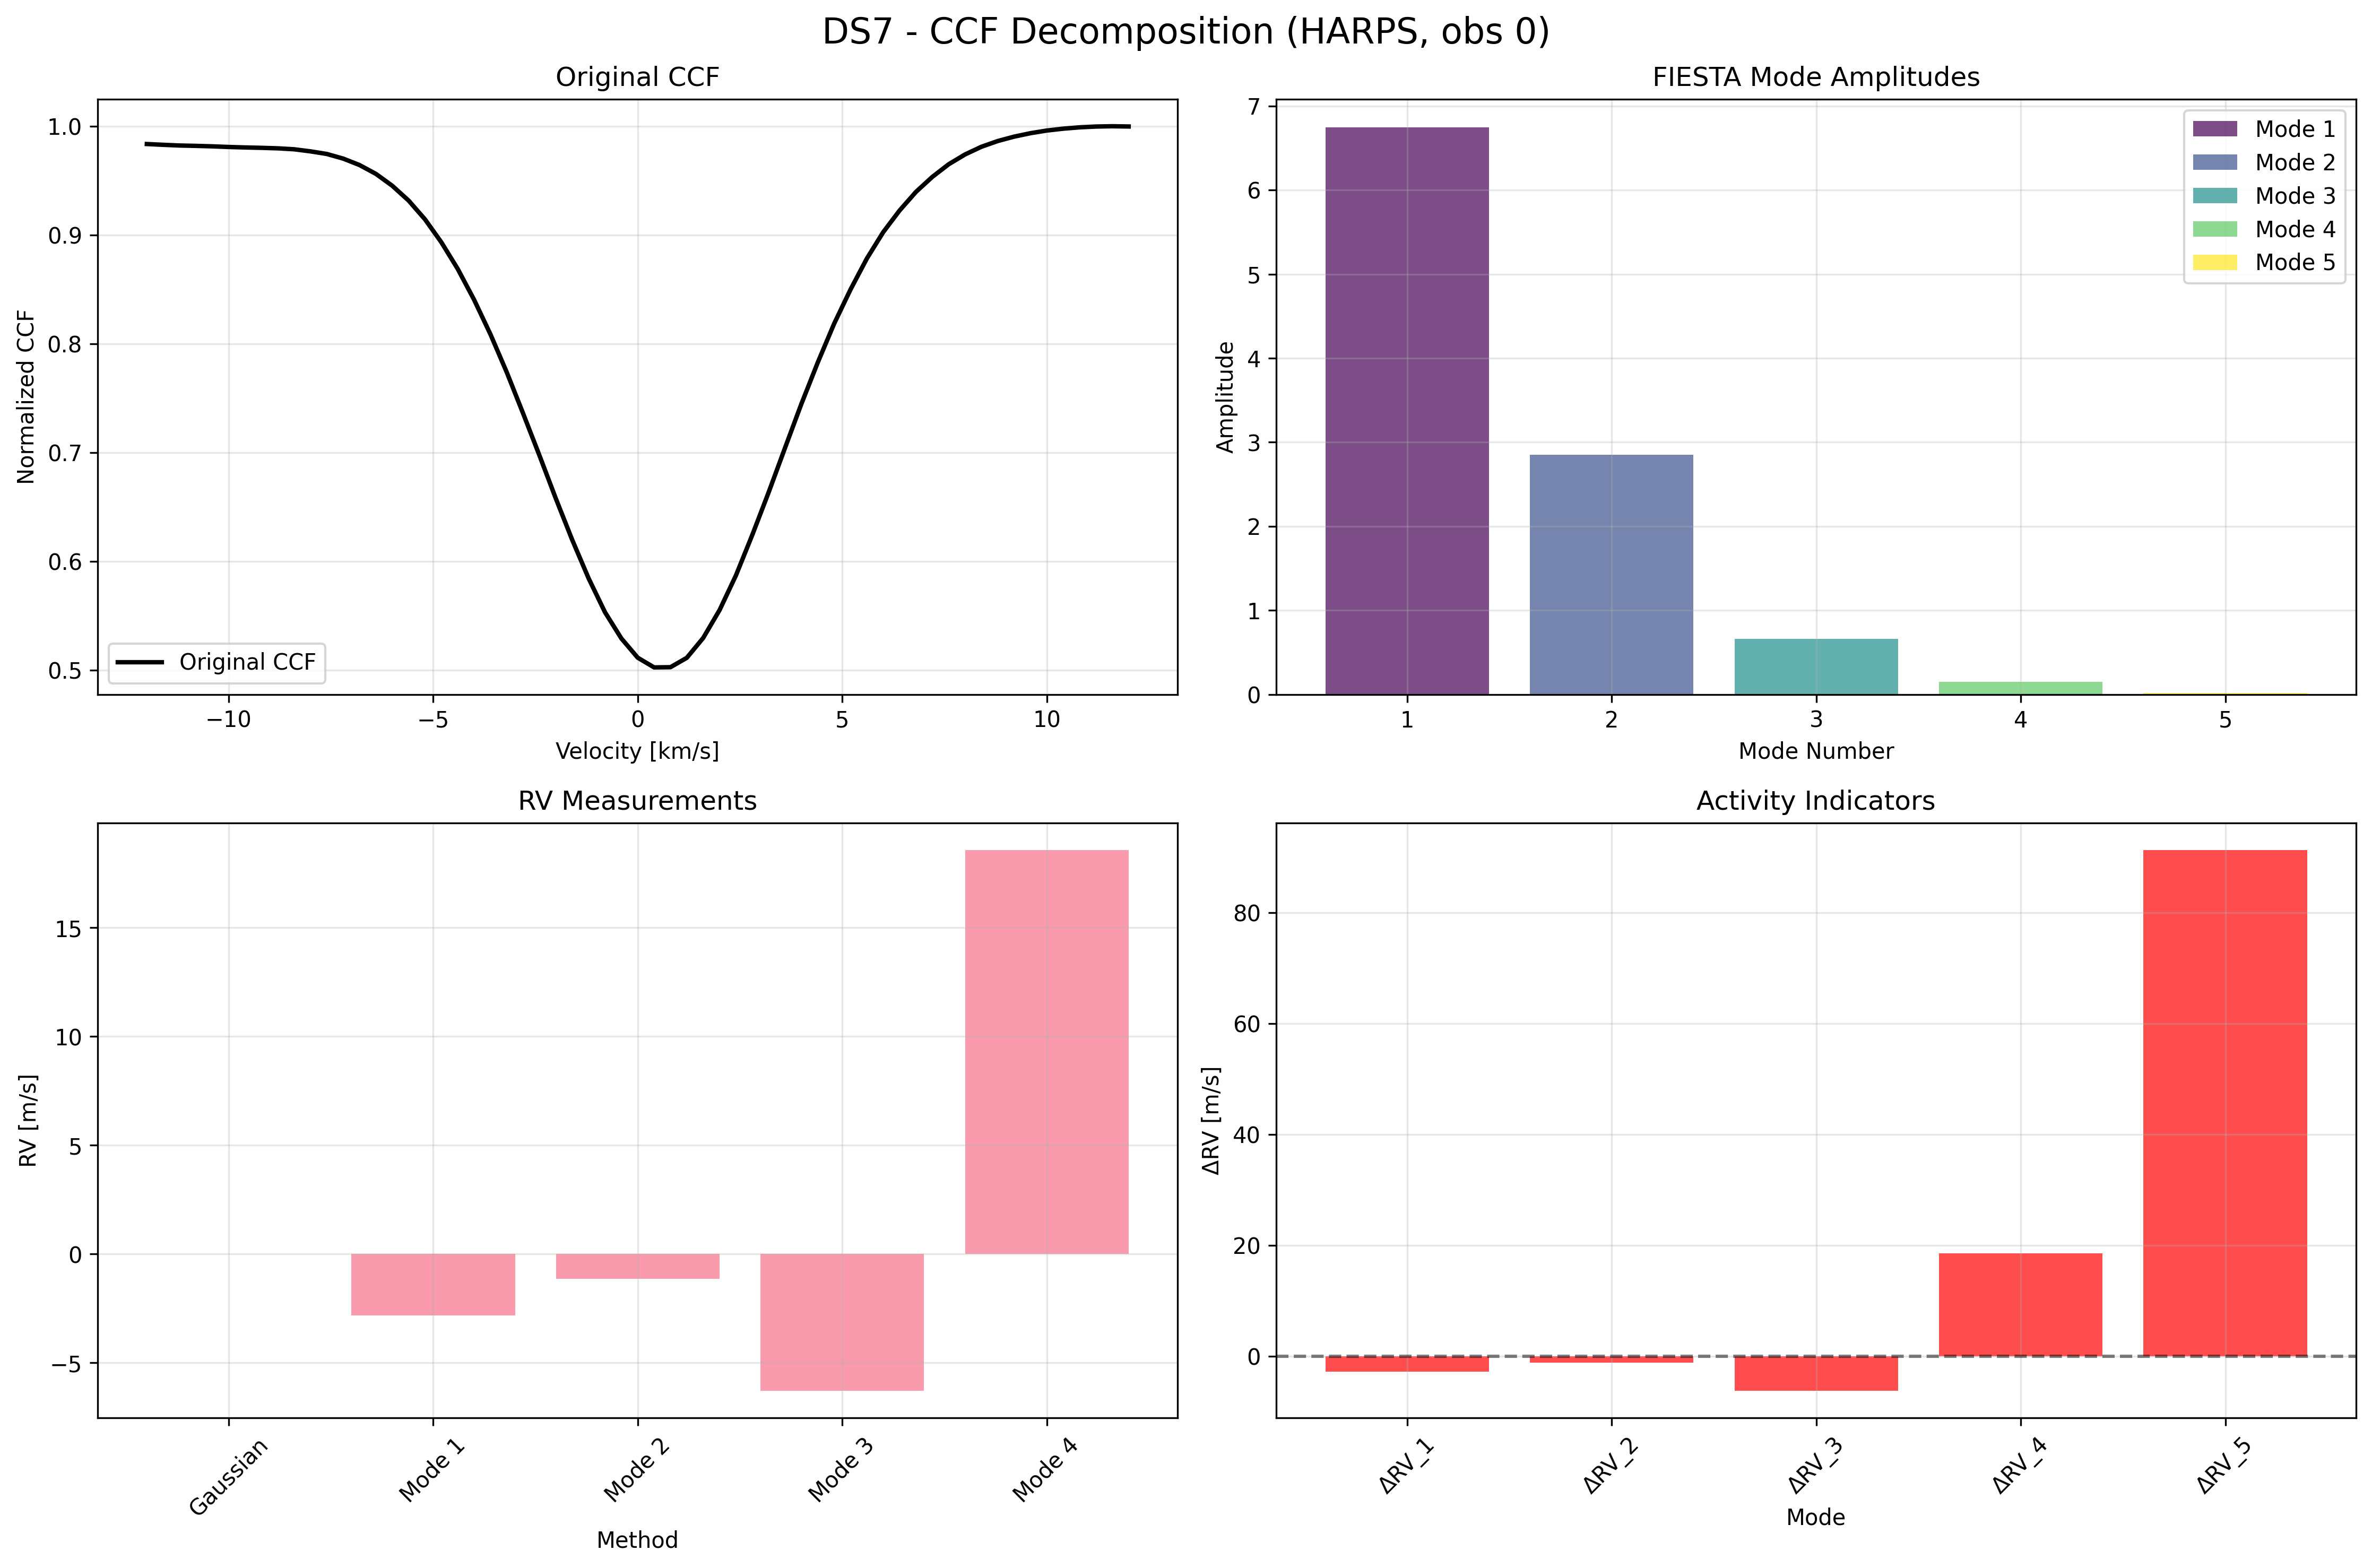 DS7 - CCF Decomposition (HARPS, obs 0)
Original CCF
Normalized CCF
1.0
0.9
0.8
0.7
0.6
0.5
Original CCF
−10
−5
0
5
10
Velocity [km/s]
FIESTA Mode Amplitudes
Amplitude
7
6
5
4
3
2
1
0
Mode 1
Mode 2
Mode 3
Mode 4
Mode 5
1
2
3
4
5
Mode Number
RV Measurements
RV [m/s]
15
10
5
0
−5
Gaussian
Mode 1
Mode 2
Mode 3
Mode 4
Method
Activity Indicators
ΔRV [m/s]
80
60
40
20
0
ΔRV_1
ΔRV_2
ΔRV_3
ΔRV_4
ΔRV_5
Mode